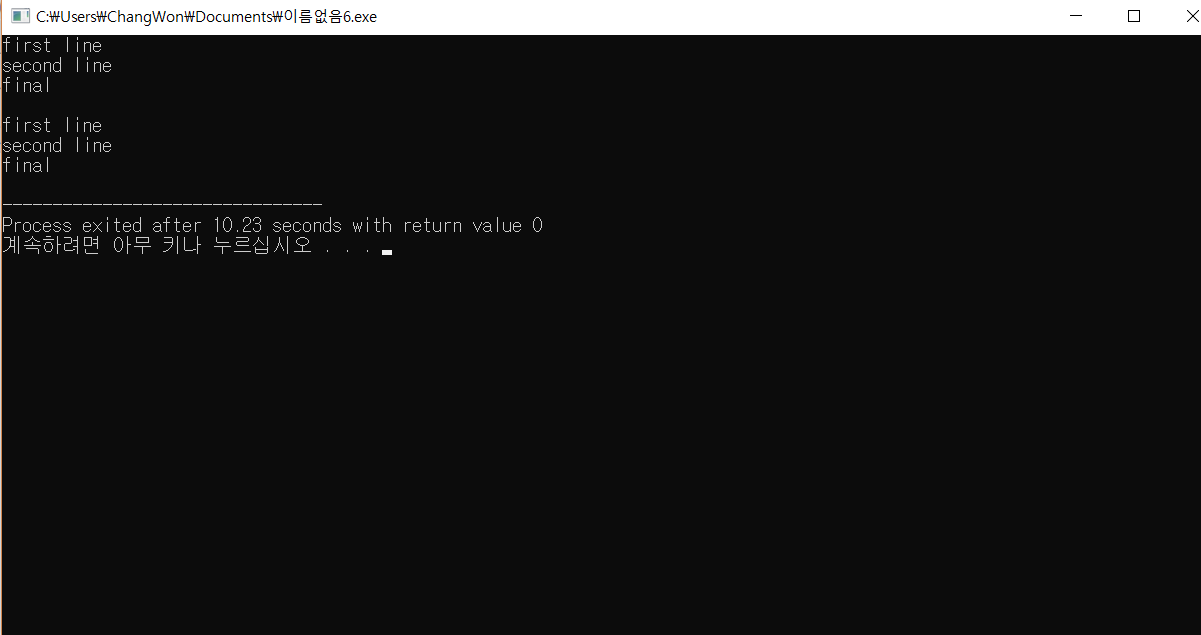 C:₩Users₩ChangWon₩Documents₩이름없음6.exe
first line
second line
final
first line
second line
final
--------------------------------
Process exited after 10.23 seconds with return value 0
계속하려면 아무 키나 누르십시오 . . .